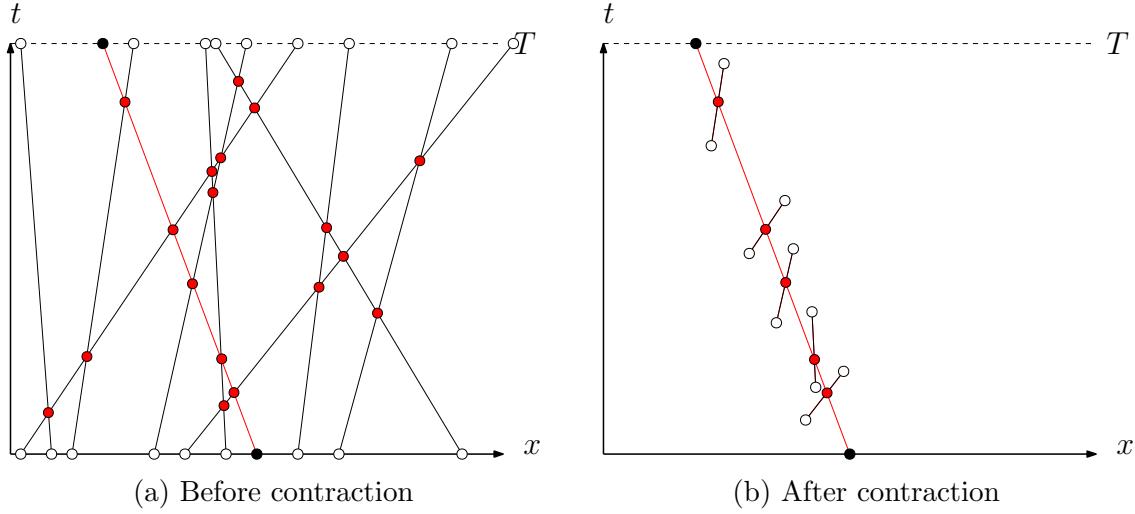 t
T
x
(a) Before contraction
t
T
x
(b) After contraction